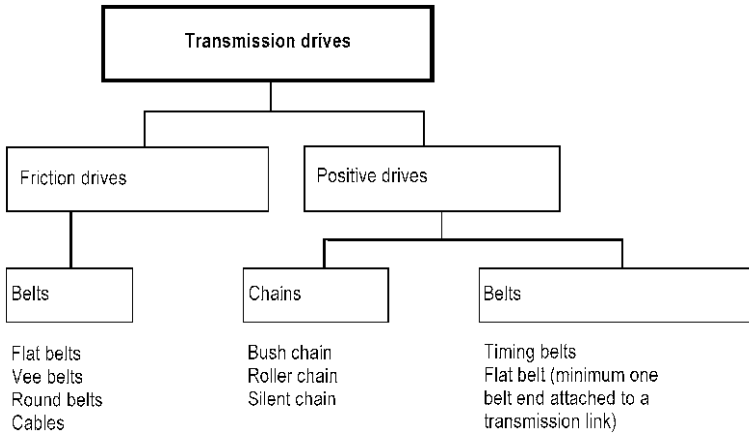 Transmission drives
Friction drives
Positive drives
Belts
Chains
Belts
Flat belts
Vee belts
Round belts
Cables
Bush chain
Roller chain
Silent chain
Timing belts
Flat belt (minimum one
belt end attached to a
transmission link)